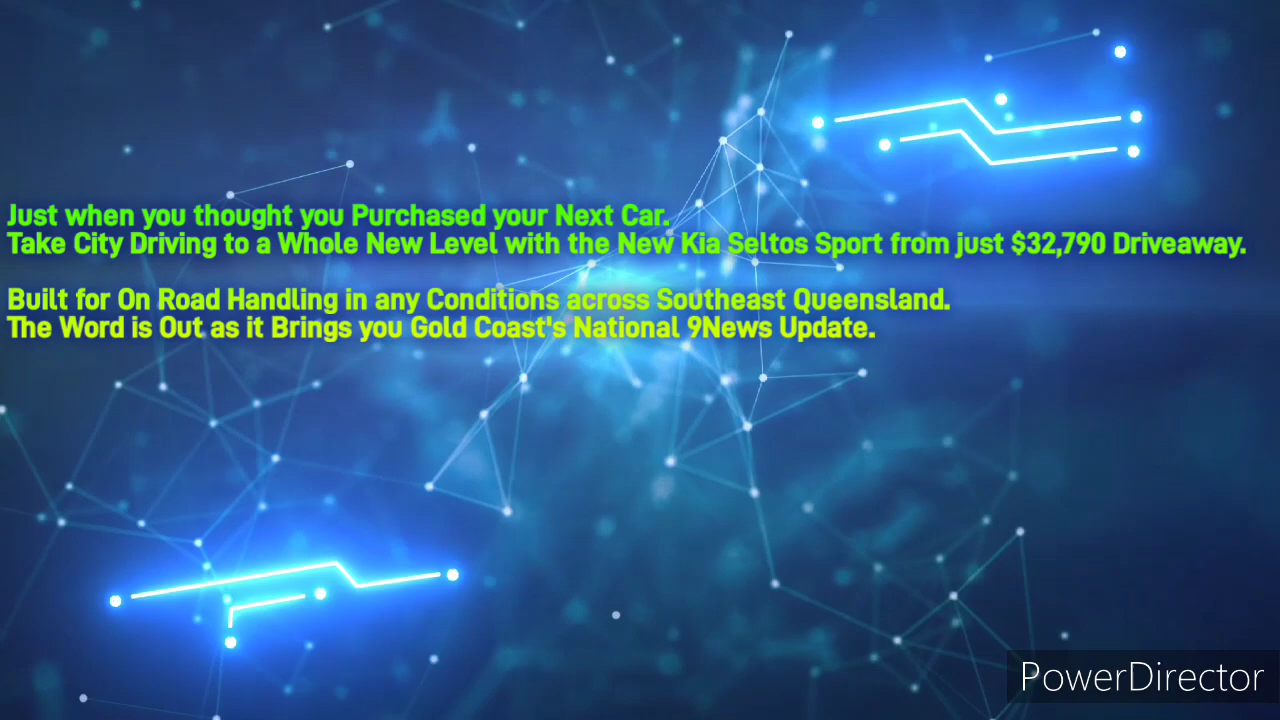 Just when you thought you Purchased your Next Car.
Take City Driving to a Whole New Level with the New Kia Seltos Sport from just $32,790 Driveaway.
Built for On Road Handling in any Conditions across Southeast Queensland.
The Word is Out as it Brings you Gold Coast's National 9News Update.
PowerDirector